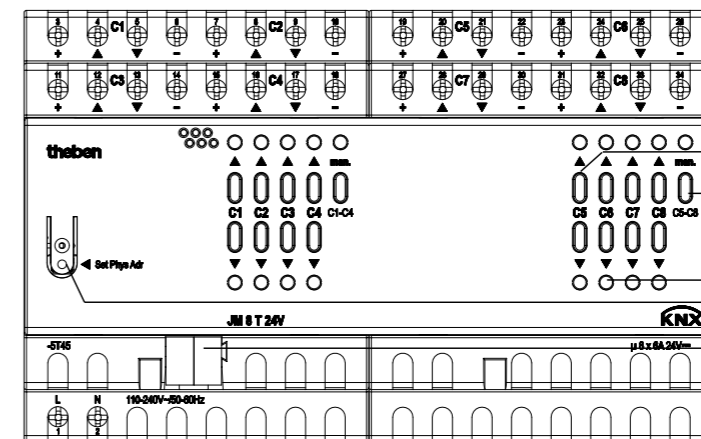 3 4 C1 5 6 7 8 C2 9 10 19 20 C5 21 22 23 24 C6 25 26
+ ▲ ▼ - + ▲ ▼ - + ▲ ▼ - + ▲ ▼ -
11 12 C3 13 14 15 16 C4 17 18 27 28 C7 29 30 31 32 C8 33 34
+ ▲ ▼ - + ▲ ▼ - + ▲ ▼ - + ▲ ▼ -
theben
▲ ▲ ▲ ▲ man. ▲ ▲ ▲ ▲ man.
C1 C2 C3 C4 C1-C4 C5 C6 C7 C8 C5-C8
▼ ▼ ▼ ▼ ▼ ▼ ▼ ▼
◀ Set Phys Adr
JM 8 T 24V KNX
-5T45 µ 8 x 6A 24V
L N 110-240V~/50-60Hz
1 2